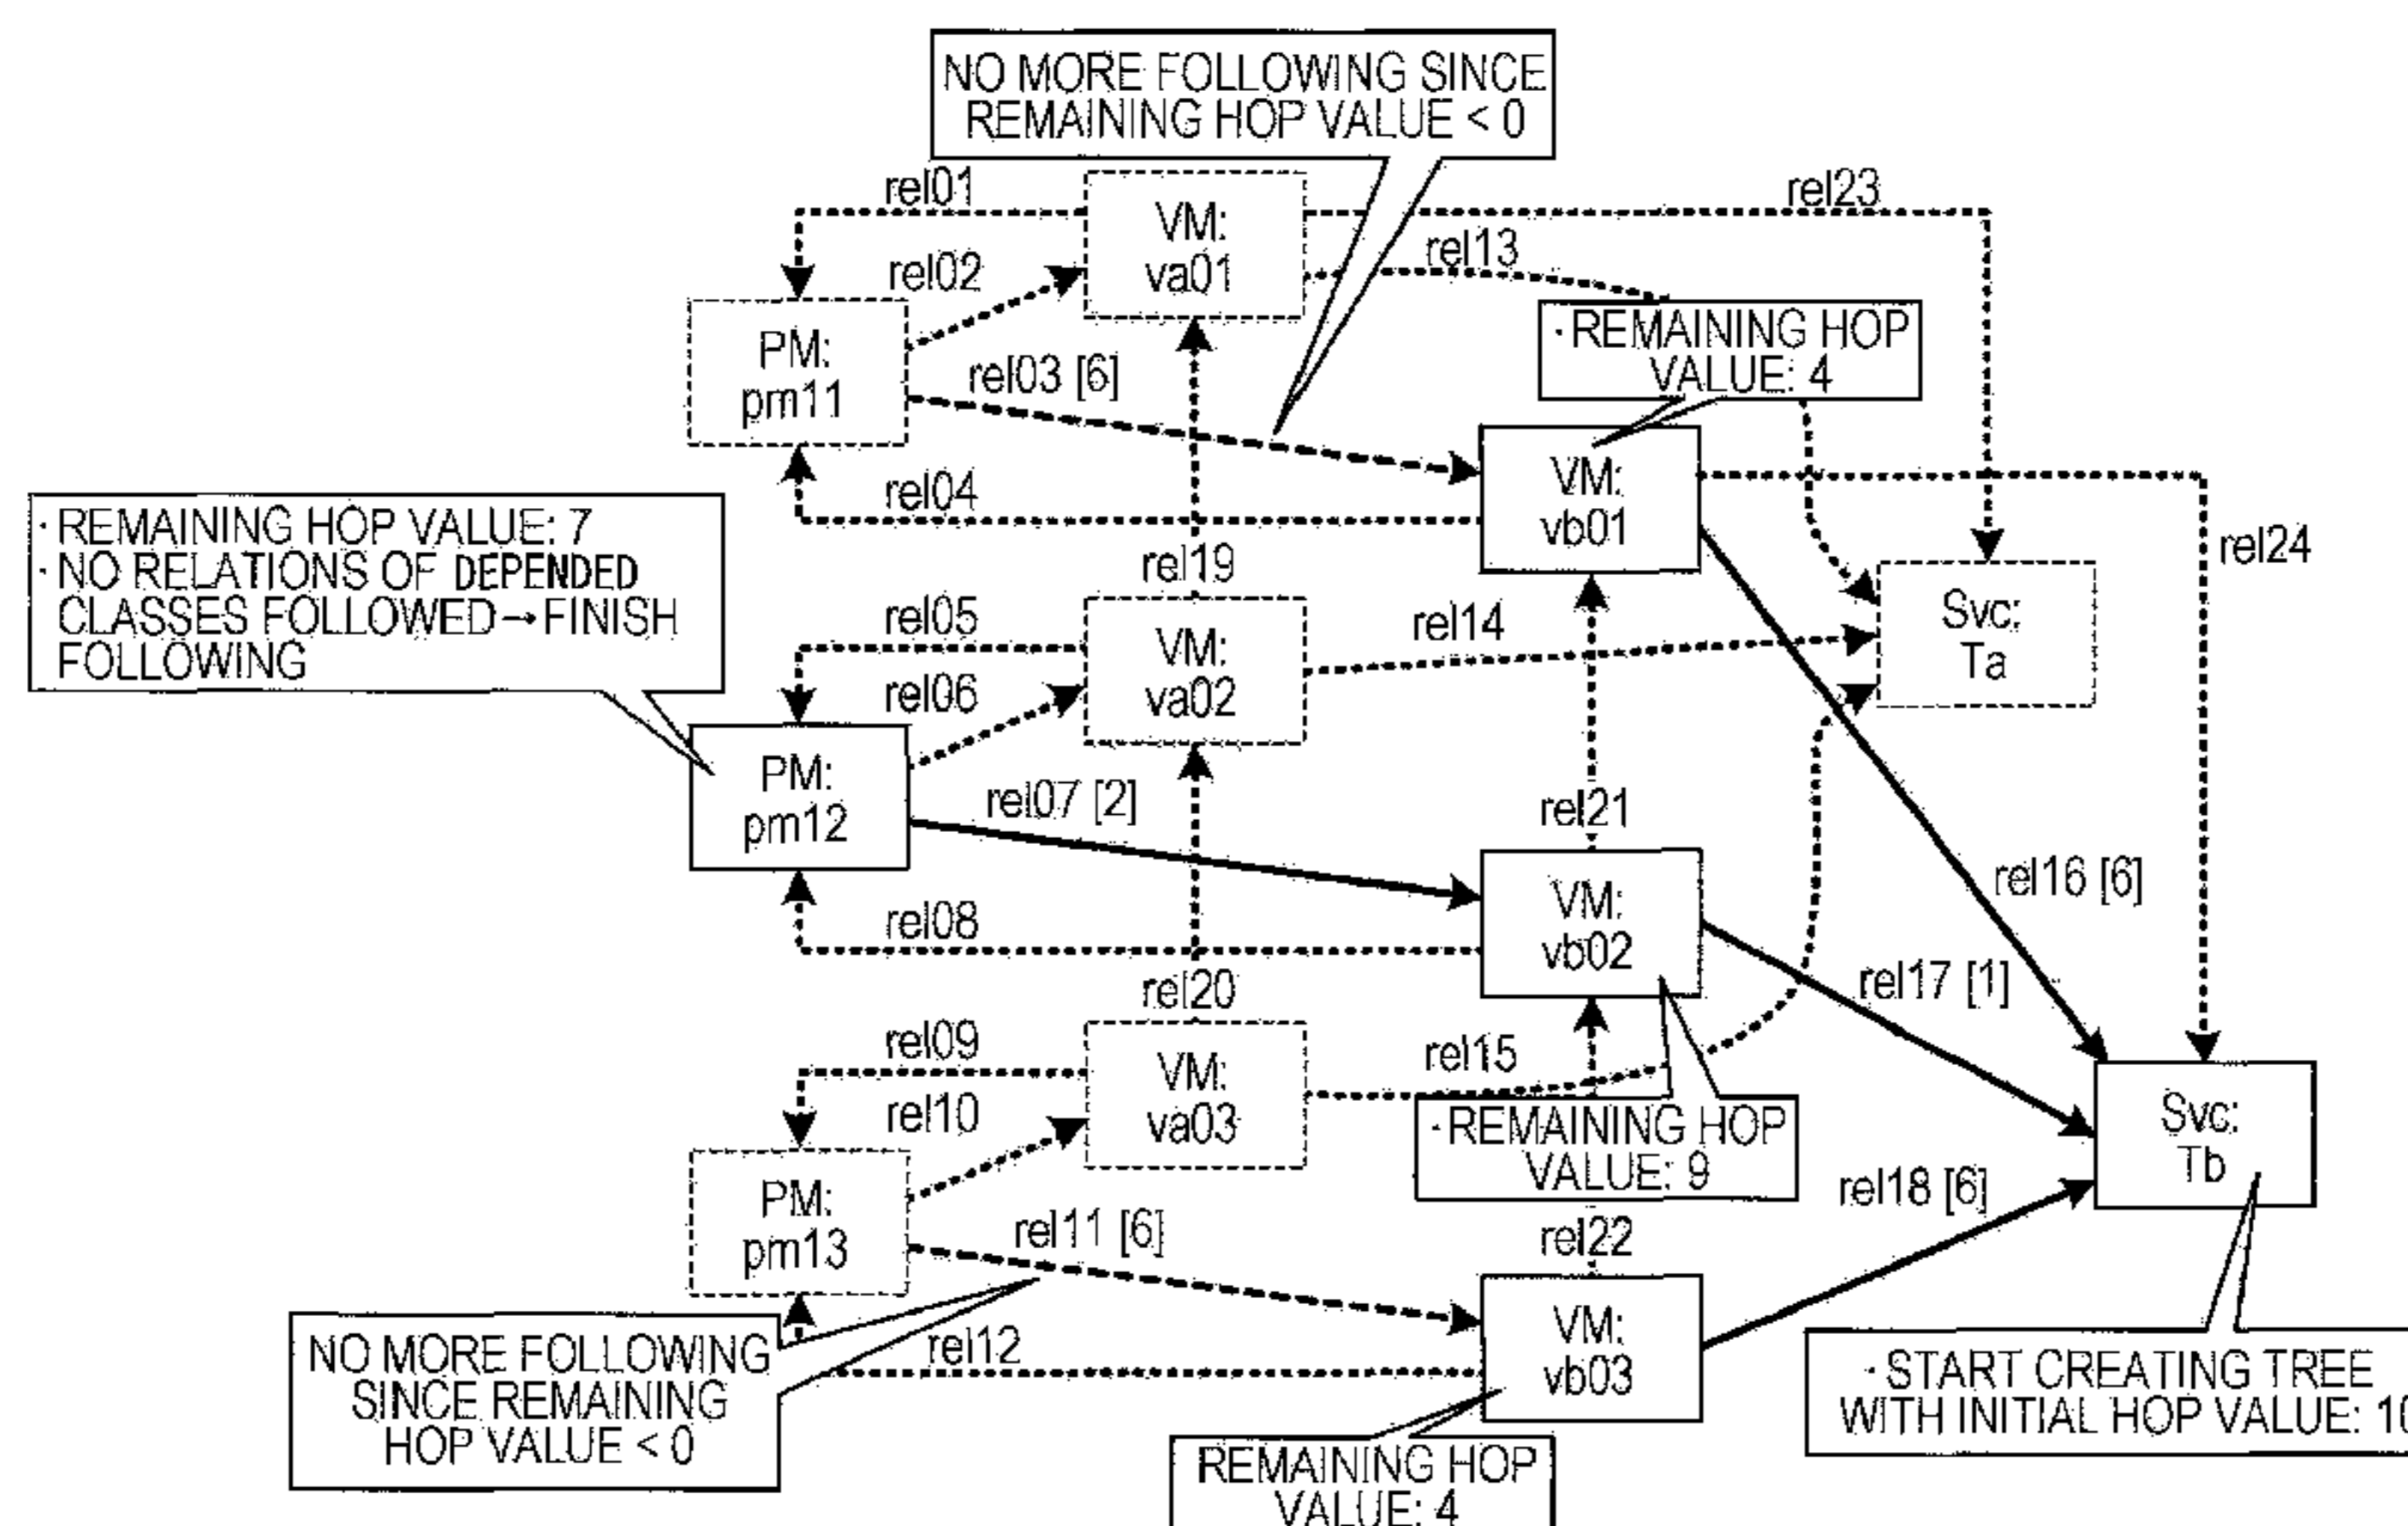 NO MORE FOLLOWING SINCE
REMAINING HOP VALUE < 0
rel01
VM:
va01
rel23
rel02
rel13
PM:
pm11
rel03 [6]
· REMAINING HOP
VALUE: 4
rel04
VM:
vb01
rel24
· REMAINING HOP VALUE: 7
· NO RELATIONS OF DEPENDED
CLASSES FOLLOWED→FINISH
FOLLOWING
rel19
rel05
VM:
va02
rel14
Svc:
Ta
rel06
PM:
pm12
rel07 [2]
rel21
rel16 [6]
rel08
VM:
vb02
rel17 [1]
rel20
rel09
VM:
va03
rel15
rel10
· REMAINING HOP
VALUE: 9
Svc:
Tb
PM:
pm13
rel11 [6]
rel22
rel18 [6]
NO MORE FOLLOWING
SINCE REMAINING
HOP VALUE < 0
rel12
VM:
vb03
· START CREATING TREE
WITH INITIAL HOP VALUE: 10
REMAINING HOP
VALUE: 4